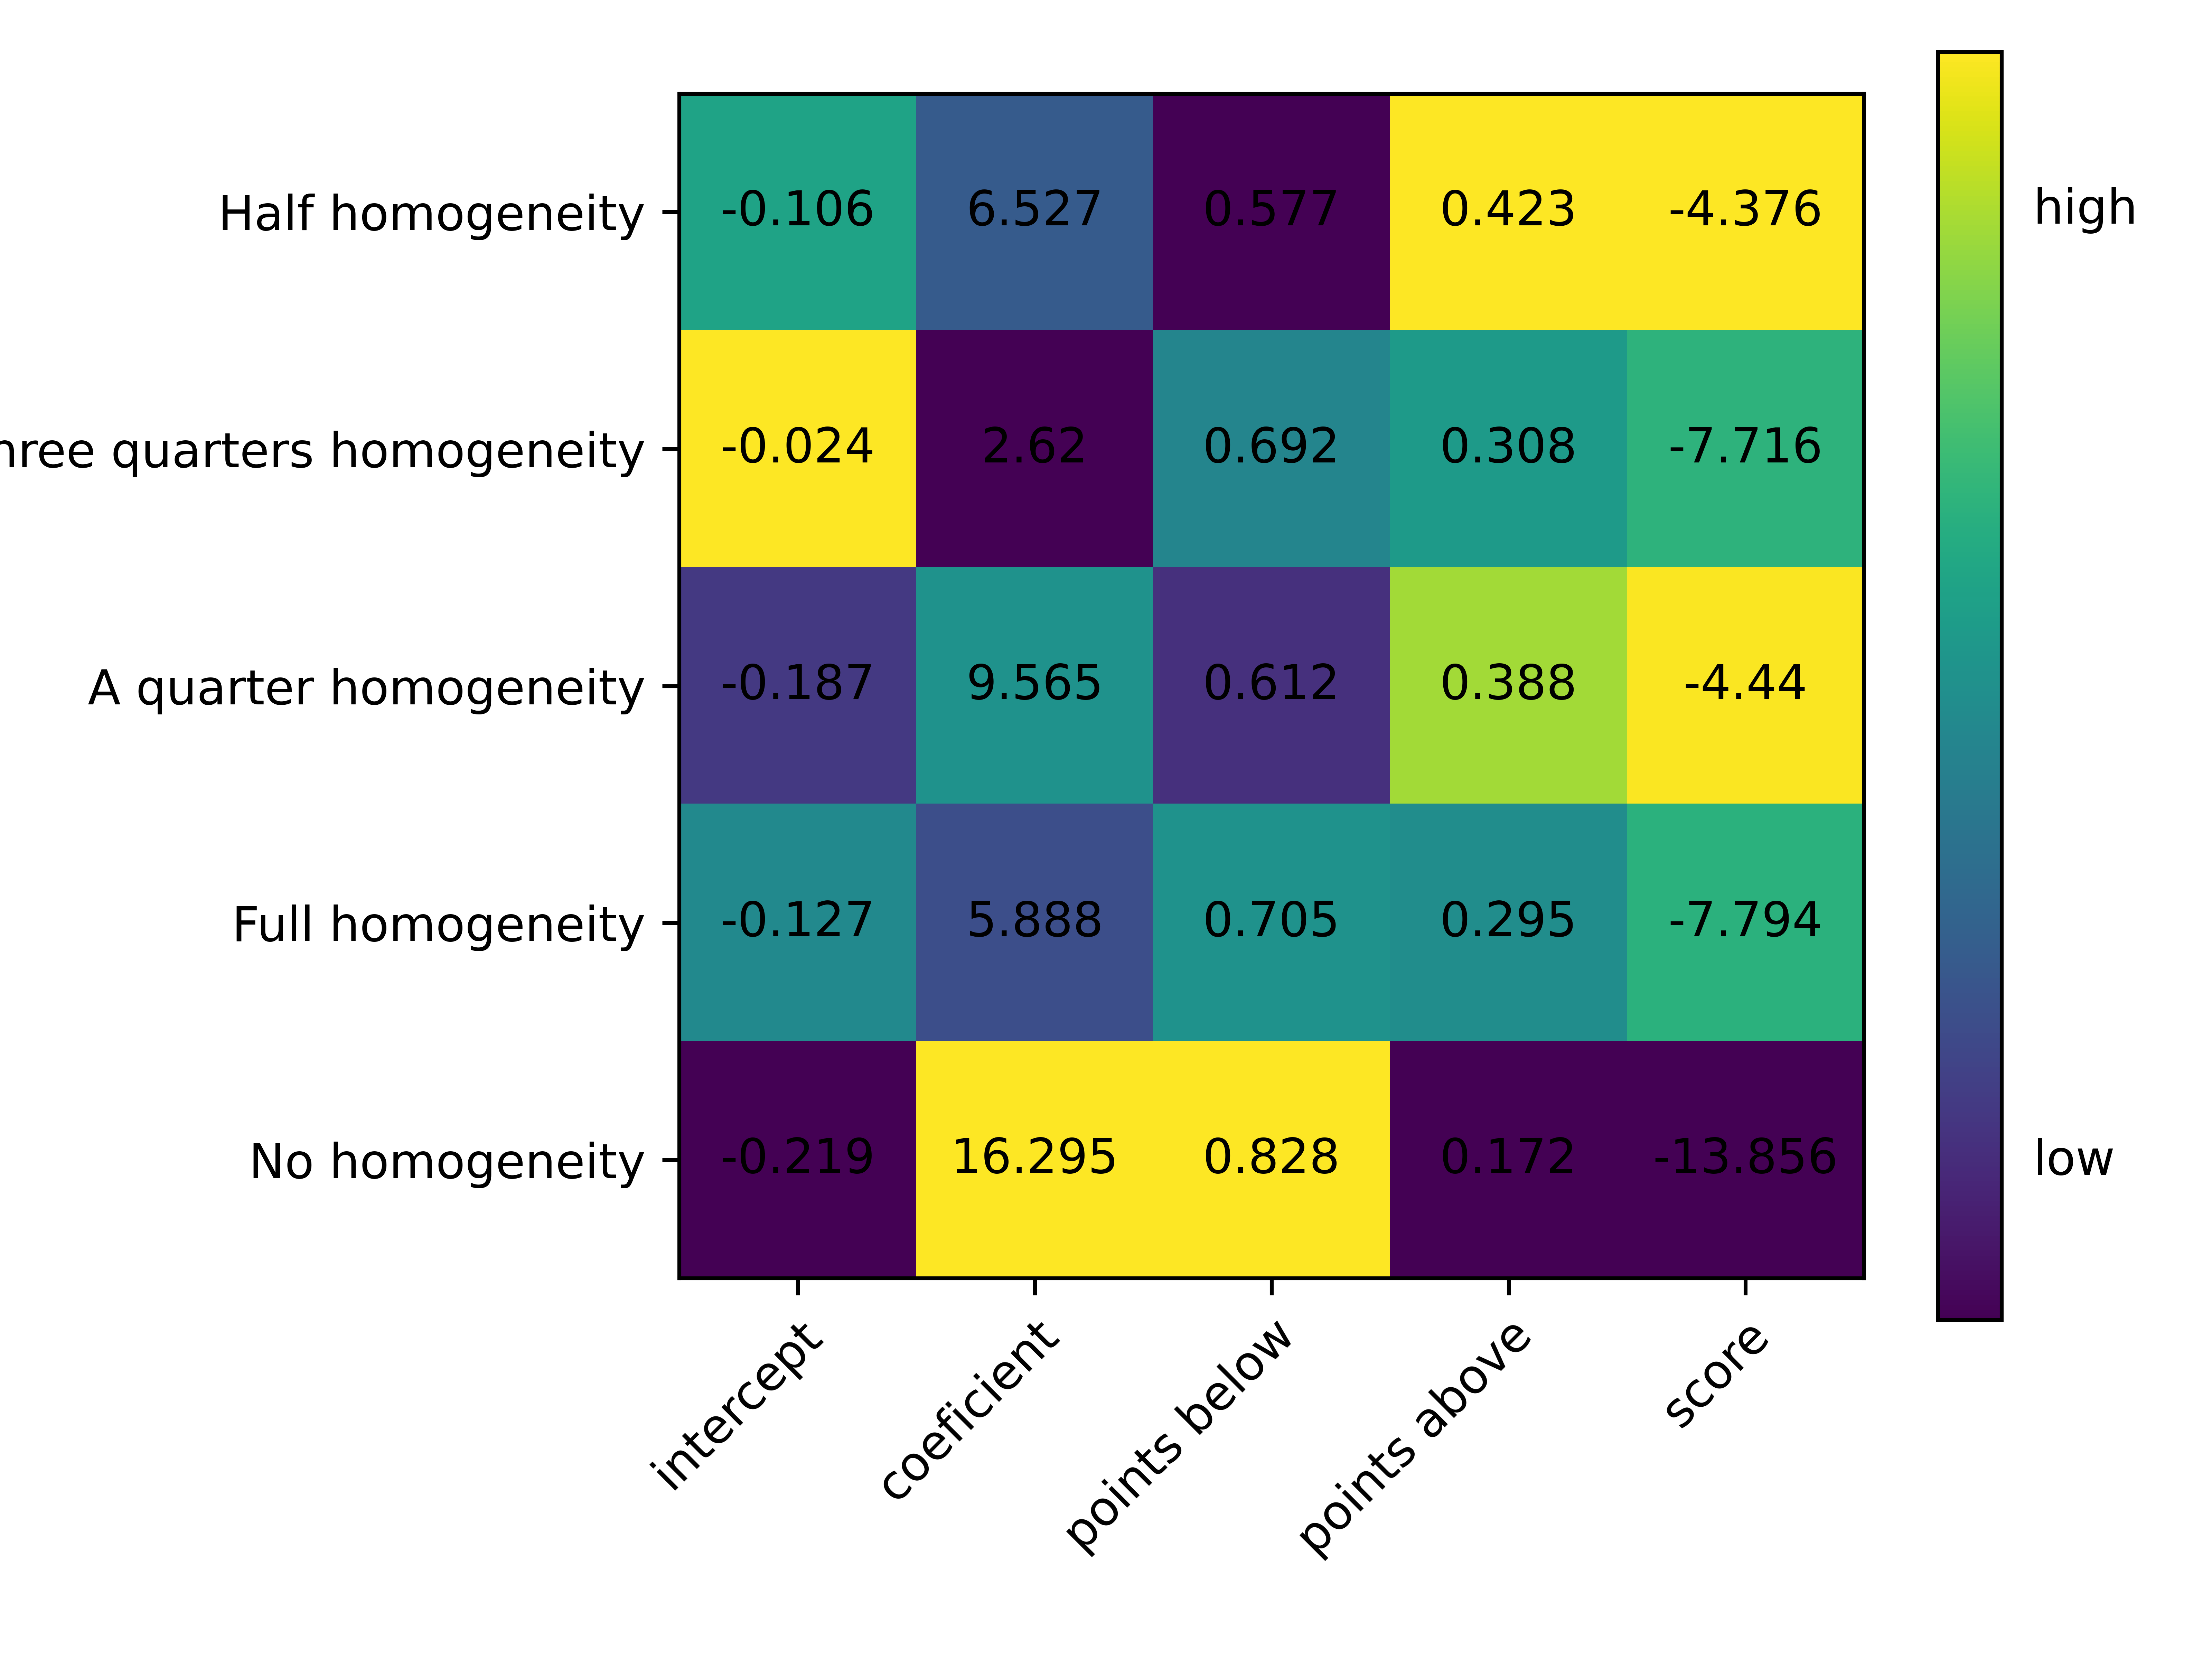 high
Half homogeneity -0.106 6.527 0.577 0.423 -4.376
quarters homogeneity -0.024 2.62 0.692 0.308 -7.716
A quarter homogeneity -0.187 9.565 0.612 0.388 -4.44
Full homogeneity -0.127 5.888 0.705 0.295 -7.794
No homogeneity -0.219 16.295 0.828 0.172 -13.856
low
intercept
coeficient
points below
points above
score